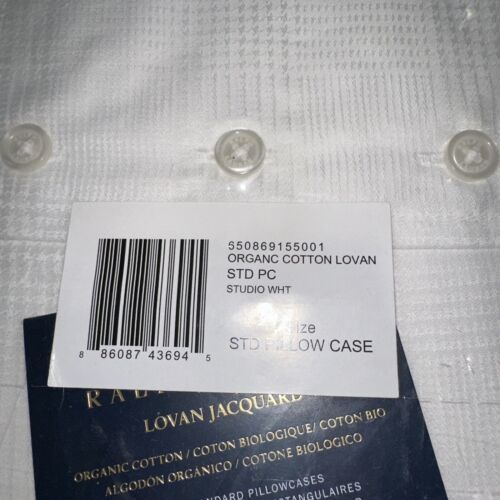 550869155001
ORGANC COTTON LOVAN
STD PC
STUDIO WHT
STD PILLOW CASE
8 86087 43694 5
LOVAN JACQUARD
ORGANIC COTTON / COTON BIOLOGIQUE / COTON BIO
ALGODÓN ORGÁNICO / COTONE BIOLOGICO
PILLOWCASES